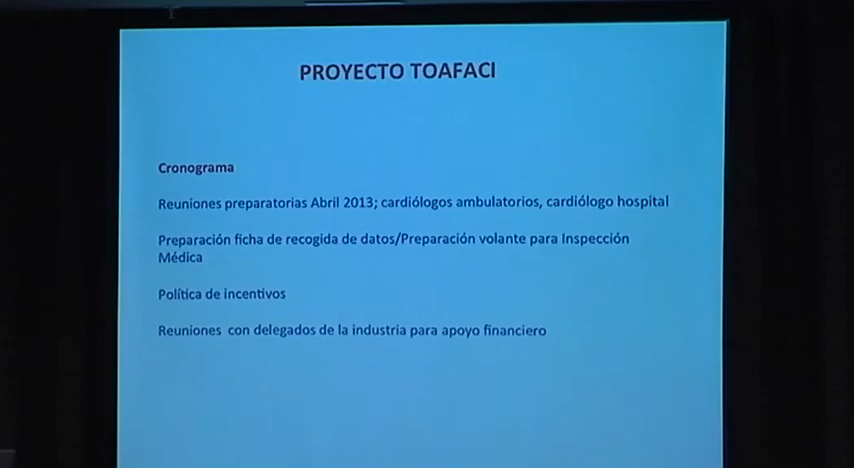 PROYECTO TOAFACI
Cronograma
Reuniones preparatorias Abril 2013; cardiólogos ambulatorios, cardiólogo hospital
Preparación ficha de recogida de datos/Preparación volante para Inspección
Médica
Política de incentivos
Reuniones con delegados de la industria para apoyo financiero